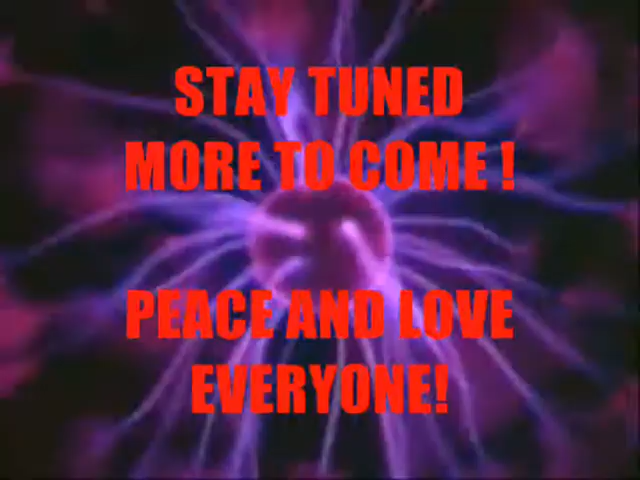 STAY TUNED
MORE TO COME !
PEACE AND LOVE
EVERYONE!